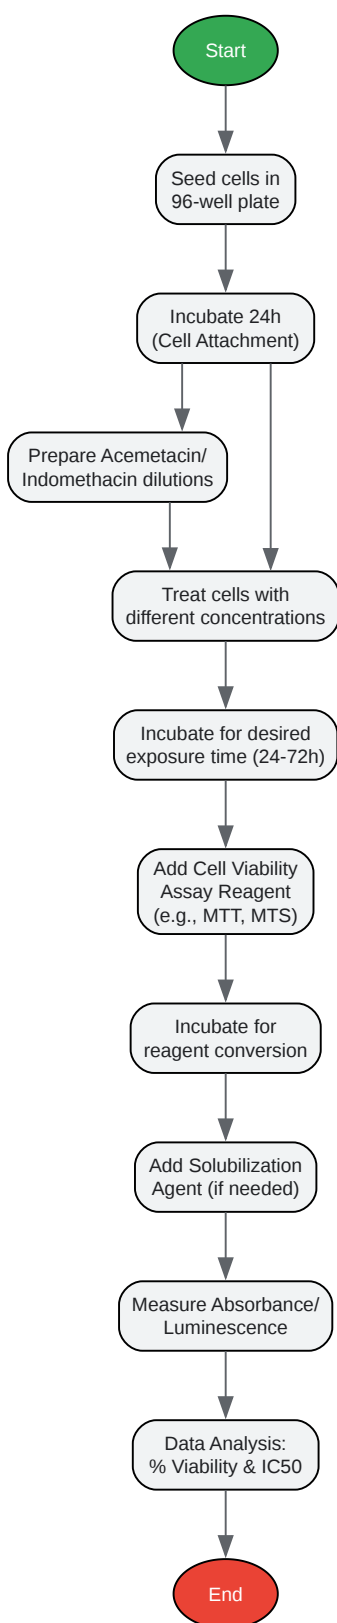 Start
Seed cells in
96-well plate
Incubate 24h
(Cell Attachment)
Prepare Acemetacin/
Indomethacin dilutions
Treat cells with
different concentrations
Incubate for desired
exposure time (24-72h)
Add Cell Viability
Assay Reagent
(e.g., MTT, MTS)
Incubate for
reagent conversion
Add Solubilization
Agent (if needed)
Measure Absorbance/
Luminescence
Data Analysis:
% Viability & IC50
End